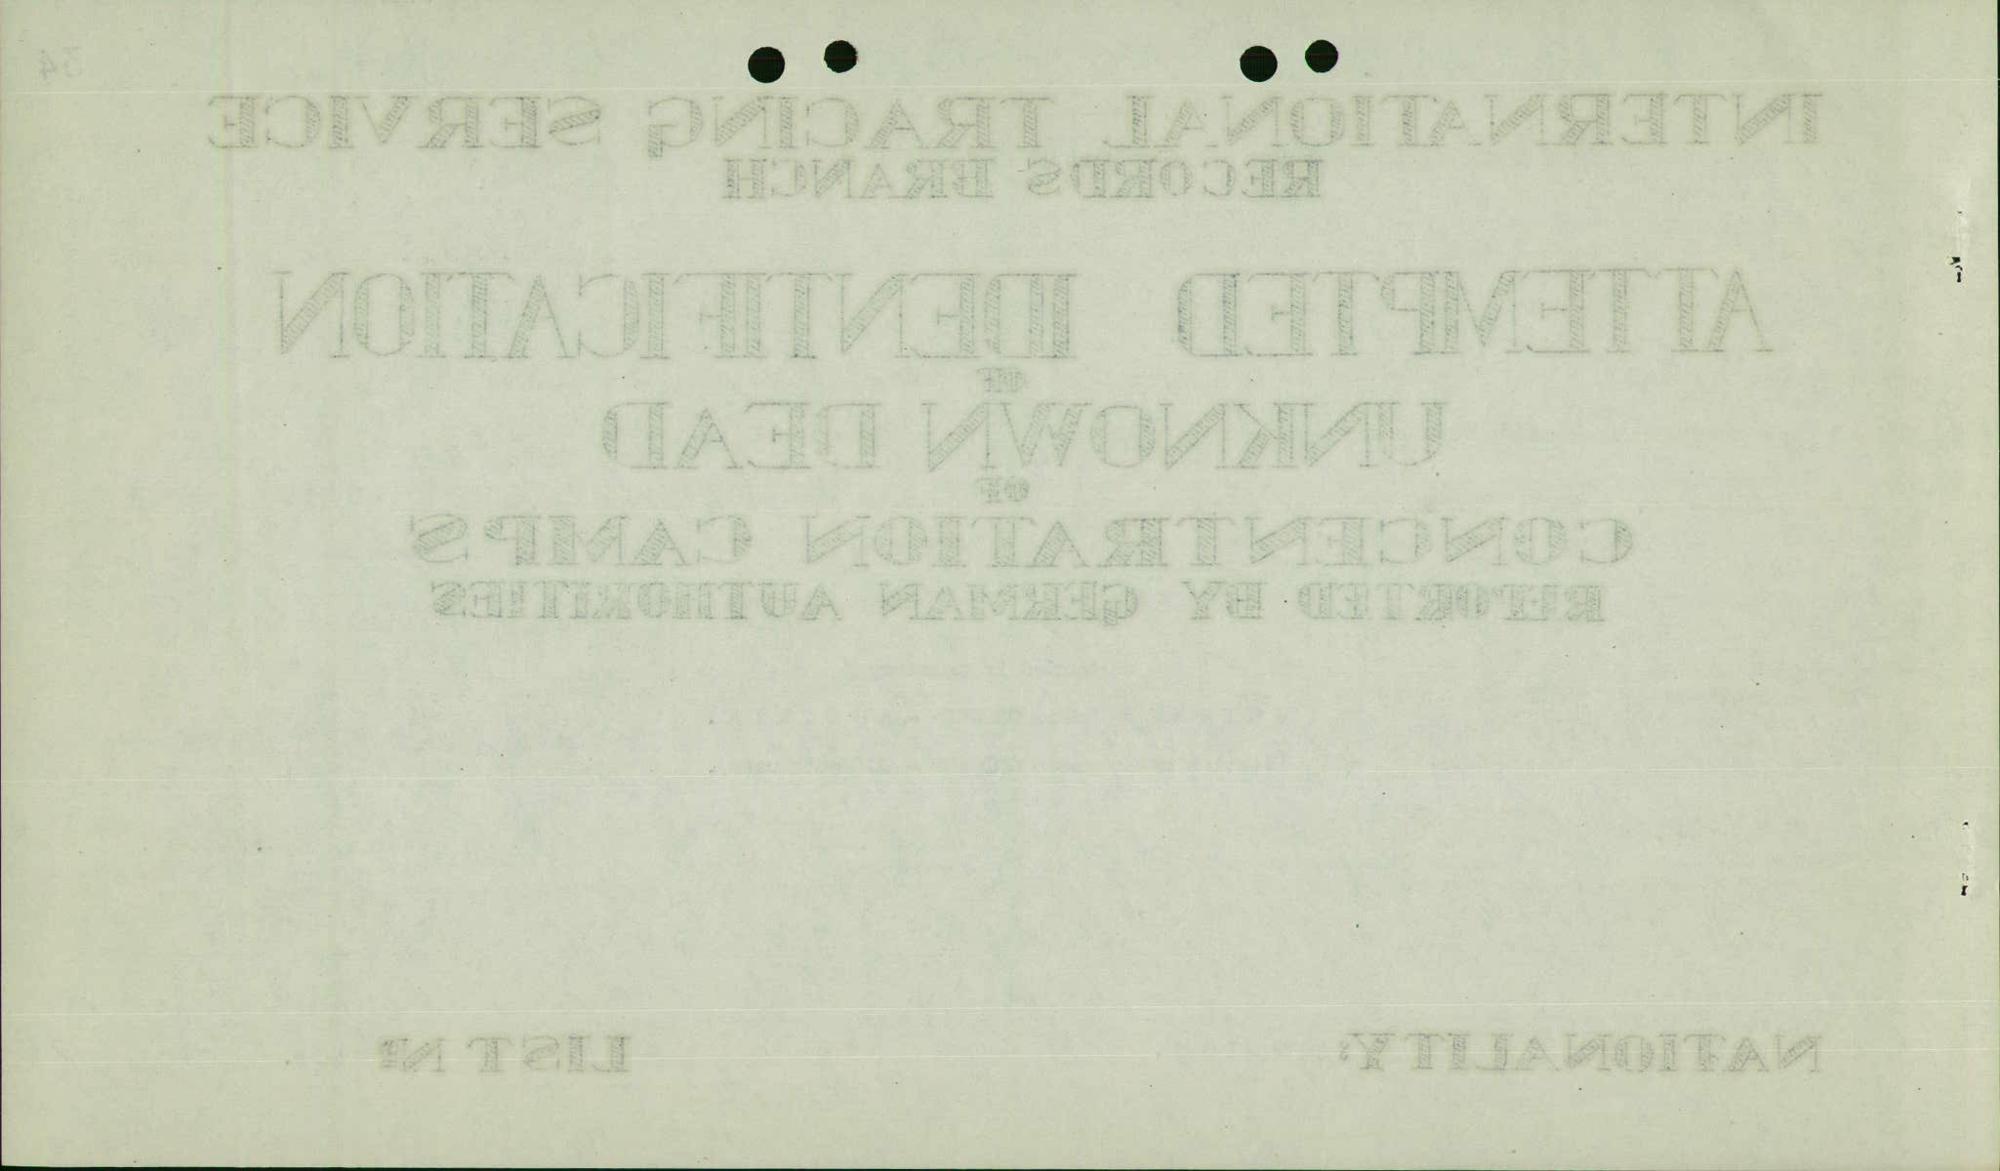 INTERNATIONAL TRACING SERVICE
RECORDS BRANCH
ATTEMPTED IDENTIFICATION
OF
UNKNOWN DEAD
OF
CONCENTRATION CAMPS
REPORTED BY GERMAN AUTHORITIES
NATIONALITY: LIST Nº